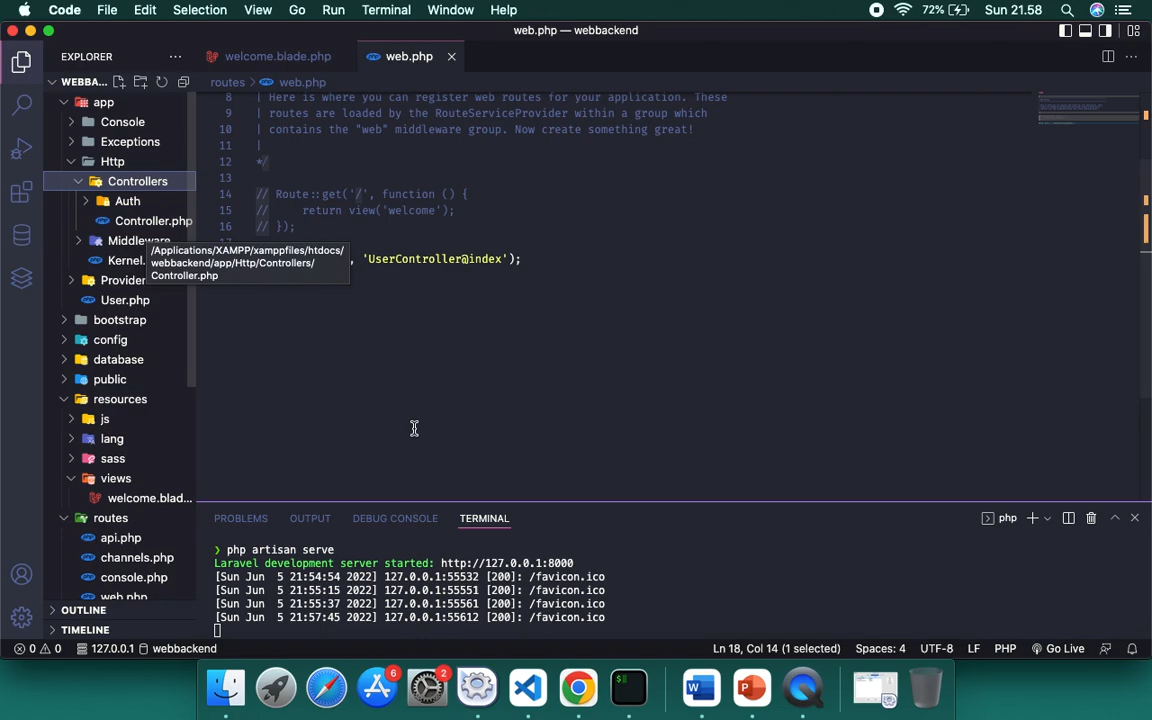 Code File Edit Selection View Go Run Terminal Window Help 72% Sun 21.58
web.php — webbackend
EXPLORER
welcome.blade.php web.php
WEBBA...
routes > web.php
app
Console
Exceptions
Http
Controllers
Auth
Controller.php
Middleware
Kernel.
Provider
User.php
bootstrap
config
database
public
resources
js
lang
sass
views
welcome.blad...
routes
api.php
channels.php
console.php
web.php
OUTLINE
TIMELINE
/Applications/XAMPP/xamppfiles/htdocs/
webbackend/app/Http/Controllers/
Controller.php
8 | Here is where you can register web routes for your application. These
9 | routes are loaded by the RouteServiceProvider within a group which
10 | contains the "web" middleware group. Now create something great!
11 |
12 */
13
14 // Route::get('/', function () {
15 //     return view('welcome');
16 // });
, 'UserController@index');
PROBLEMS OUTPUT DEBUG CONSOLE TERMINAL php
❯ php artisan serve
Laravel development server started: http://127.0.0.1:8000
[Sun Jun  5 21:54:54 2022] 127.0.0.1:55532 [200]: /favicon.ico
[Sun Jun  5 21:55:15 2022] 127.0.0.1:55551 [200]: /favicon.ico
[Sun Jun  5 21:55:37 2022] 127.0.0.1:55561 [200]: /favicon.ico
[Sun Jun  5 21:57:45 2022] 127.0.0.1:55612 [200]: /favicon.ico
0 0 127.0.0.1 webbackend Ln 18, Col 14 (1 selected) Spaces: 4 UTF-8 LF PHP Go Live
6 2